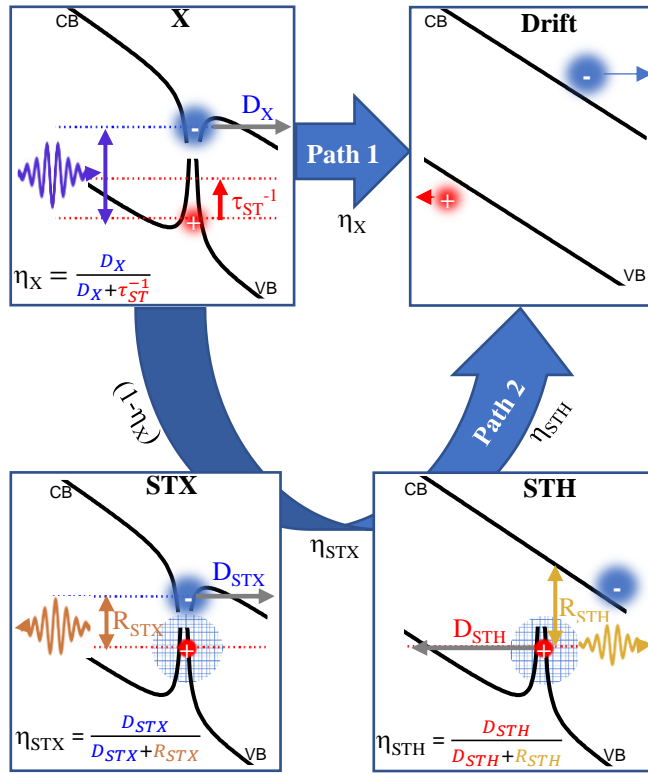 X
CB
-
D_X
+
τ_ST^-1
η_X = D_X / (D_X + τ_ST^-1)
VB
Path 1
η_X
Drift
CB
-
+
VB
(1-η_X)
Path 2
η_STH
η_STX
STX
CB
-
D_STX
R_STX
+
η_STX = D_STX / (D_STX + R_STX)
VB
STH
CB
-
R_STH
D_STH
+
η_STH = D_STH / (D_STH + R_STH)
VB